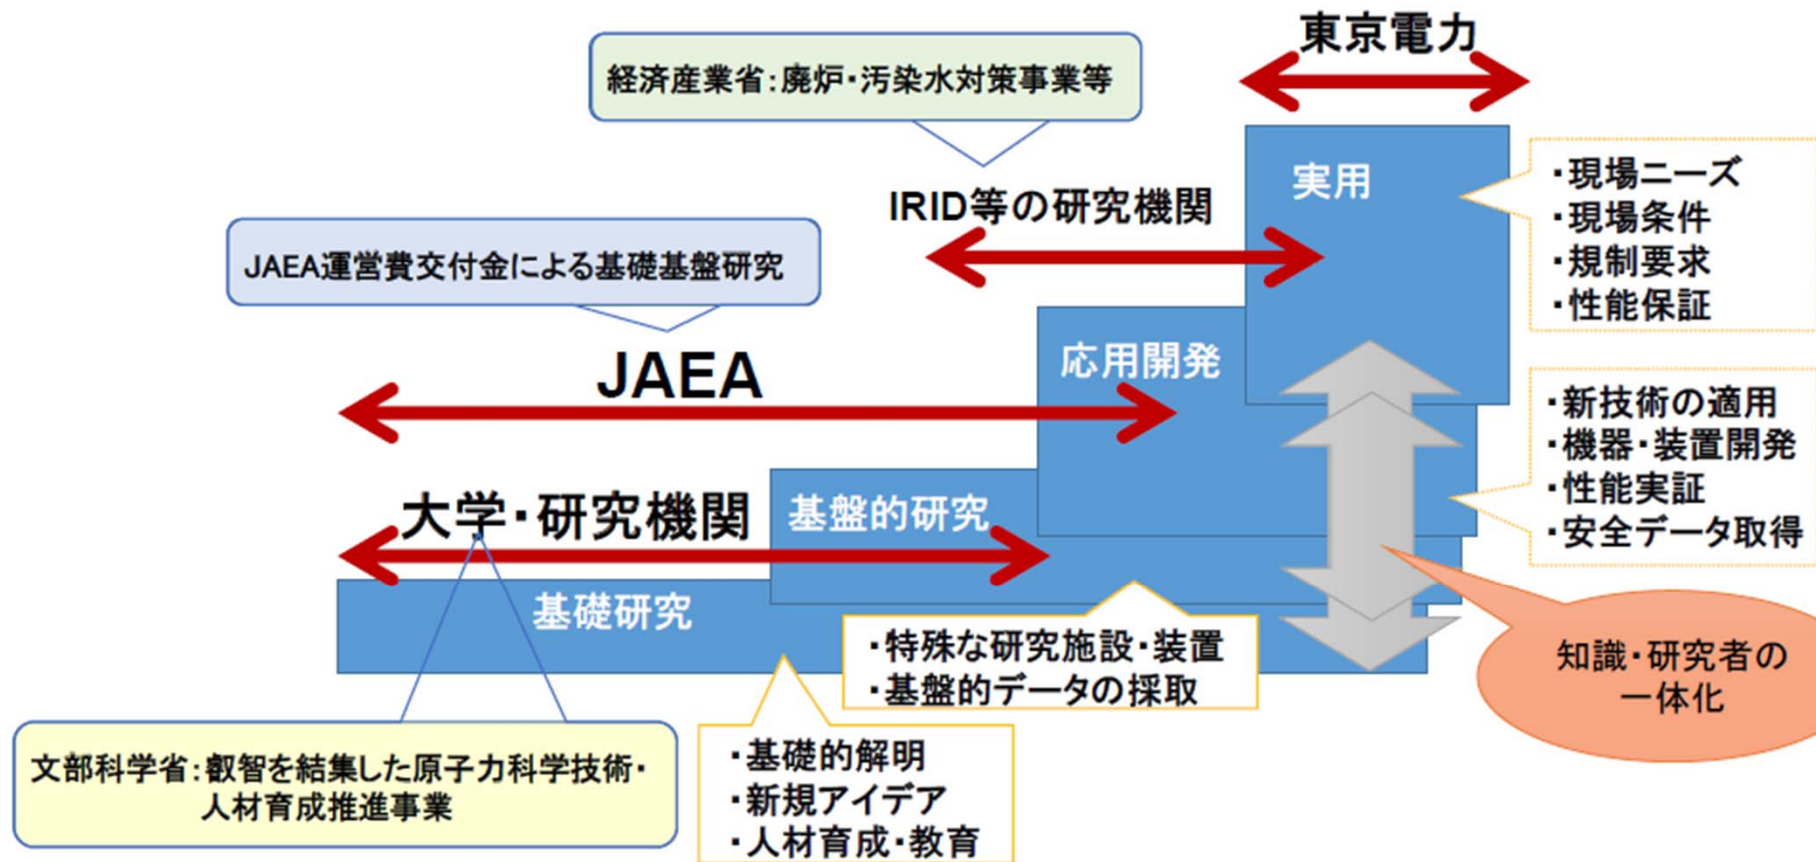 東京電力
経済産業省：廃炉・汚染水対策事業等
実用
・現場ニーズ
・現場条件
・規制要求
・性能保証
IRID等の研究機関
JAEA運営費交付金による基礎基盤研究
応用開発
JAEA
・新技術の適用
・機器・装置開発
・性能実証
・安全データ取得
大学・研究機関
基盤的研究
基礎研究
・特殊な研究施設・装置
・基盤的データの採取
知識・研究者の
一体化
文部科学省：叡智を結集した原子力科学技術・
人材育成推進事業
・基礎的解明
・新規アイデア
・人材育成・教育